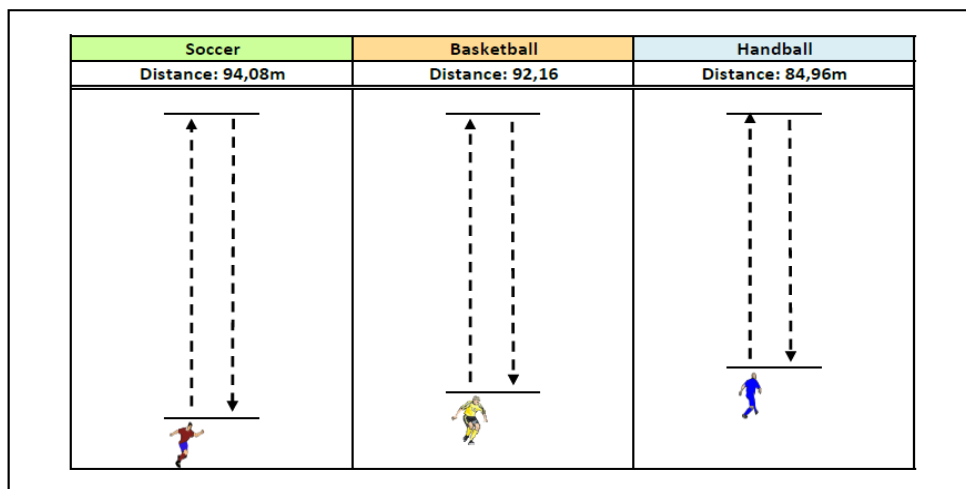 Soccer
Basketball
Handball
Distance: 94,08m
Distance: 92,16
Distance: 84,96m